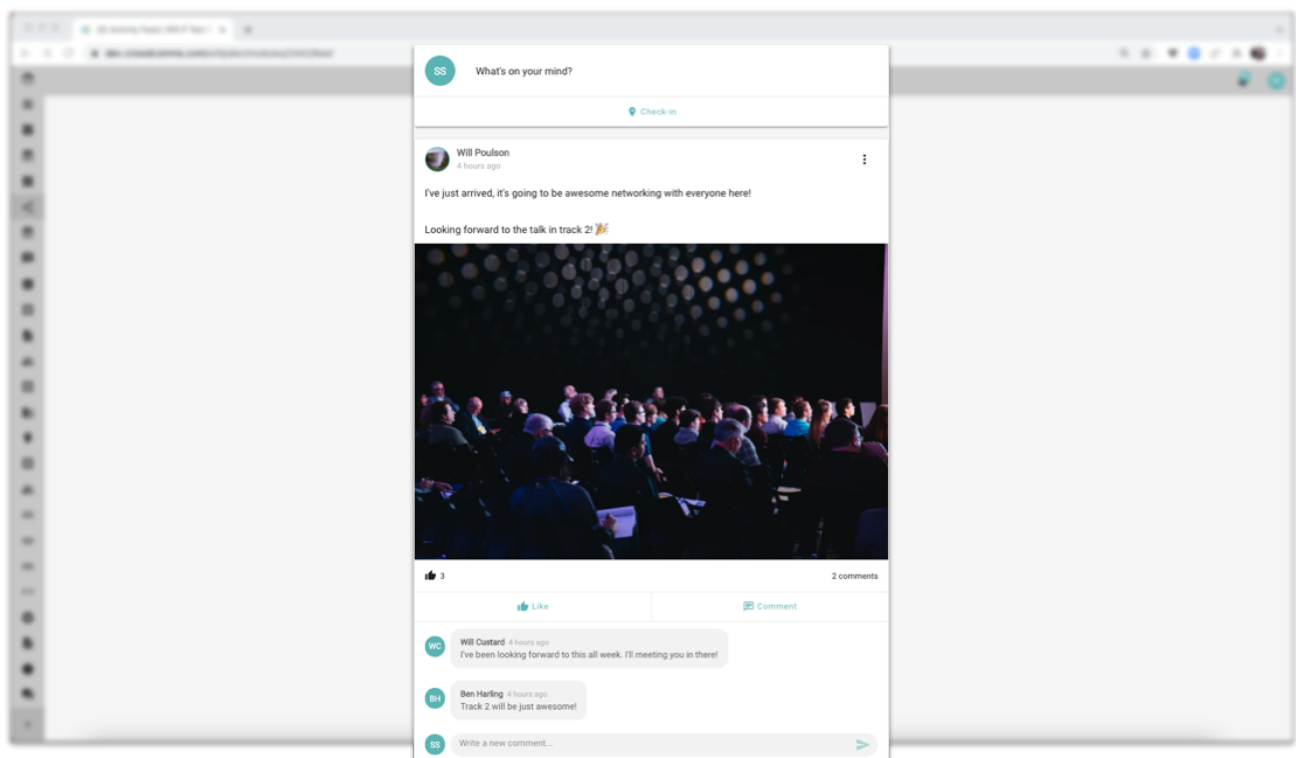 SS What's on your mind?
Check-in
Will Poulson
4 hours ago
I've just arrived, it's going to be awesome networking with everyone here!
Looking forward to the talk in track 2! 🎉
3 2 comments
Like Comment
WC Will Custard 4 hours ago
I've been looking forward to this all week. I'll meeting you in there!
BH Ben Harling 4 hours ago
Track 2 will be just awesome!
SS Write a new comment...